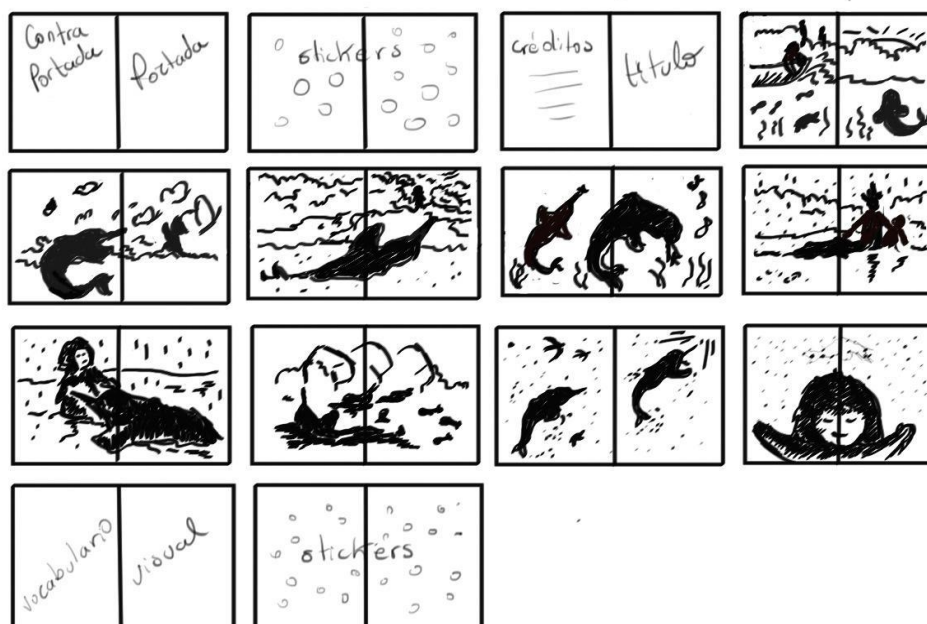 Contra
Portada
Portada
stickers
créditos
título
vocabulario
visual
stickers